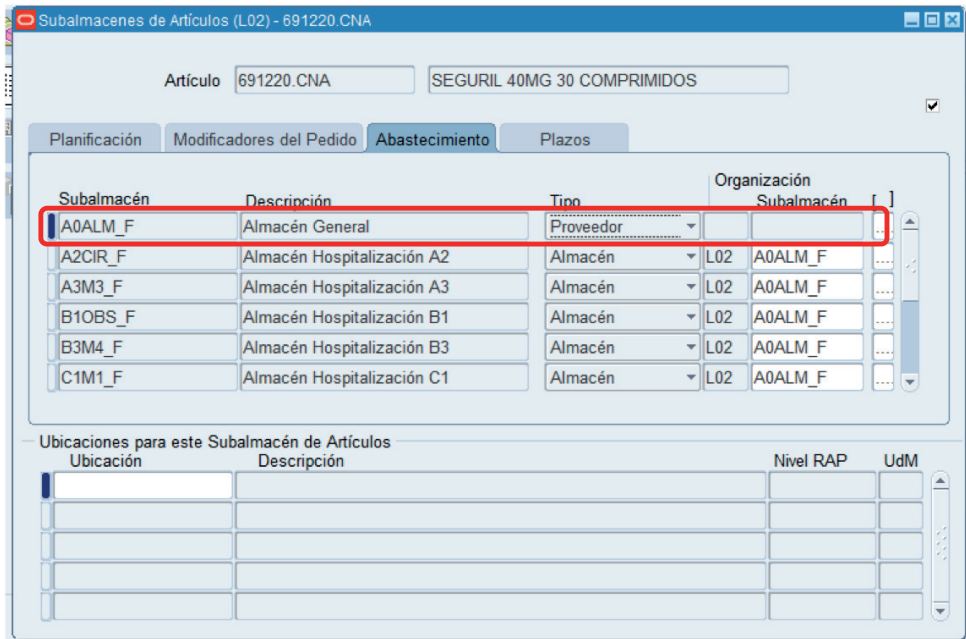 Subalmacenes de Artículos (L02) - 691220.CNA
Artículo 691220.CNA SEGURIL 40MG 30 COMPRIMIDOS
Planificación Modificadores del Pedido Abastecimiento Plazos
Organización
Subalmacén Descripción Tipo Subalmacén [ ]
A0ALM_F Almacén General Proveedor
A2CIR_F Almacén Hospitalización A2 Almacén L02 A0ALM_F
A3M3_F Almacén Hospitalización A3 Almacén L02 A0ALM_F
B1OBS_F Almacén Hospitalización B1 Almacén L02 A0ALM_F
B3M4_F Almacén Hospitalización B3 Almacén L02 A0ALM_F
C1M1_F Almacén Hospitalización C1 Almacén L02 A0ALM_F
Ubicaciones para este Subalmacén de Artículos
Ubicación Descripción Nivel RAP UdM